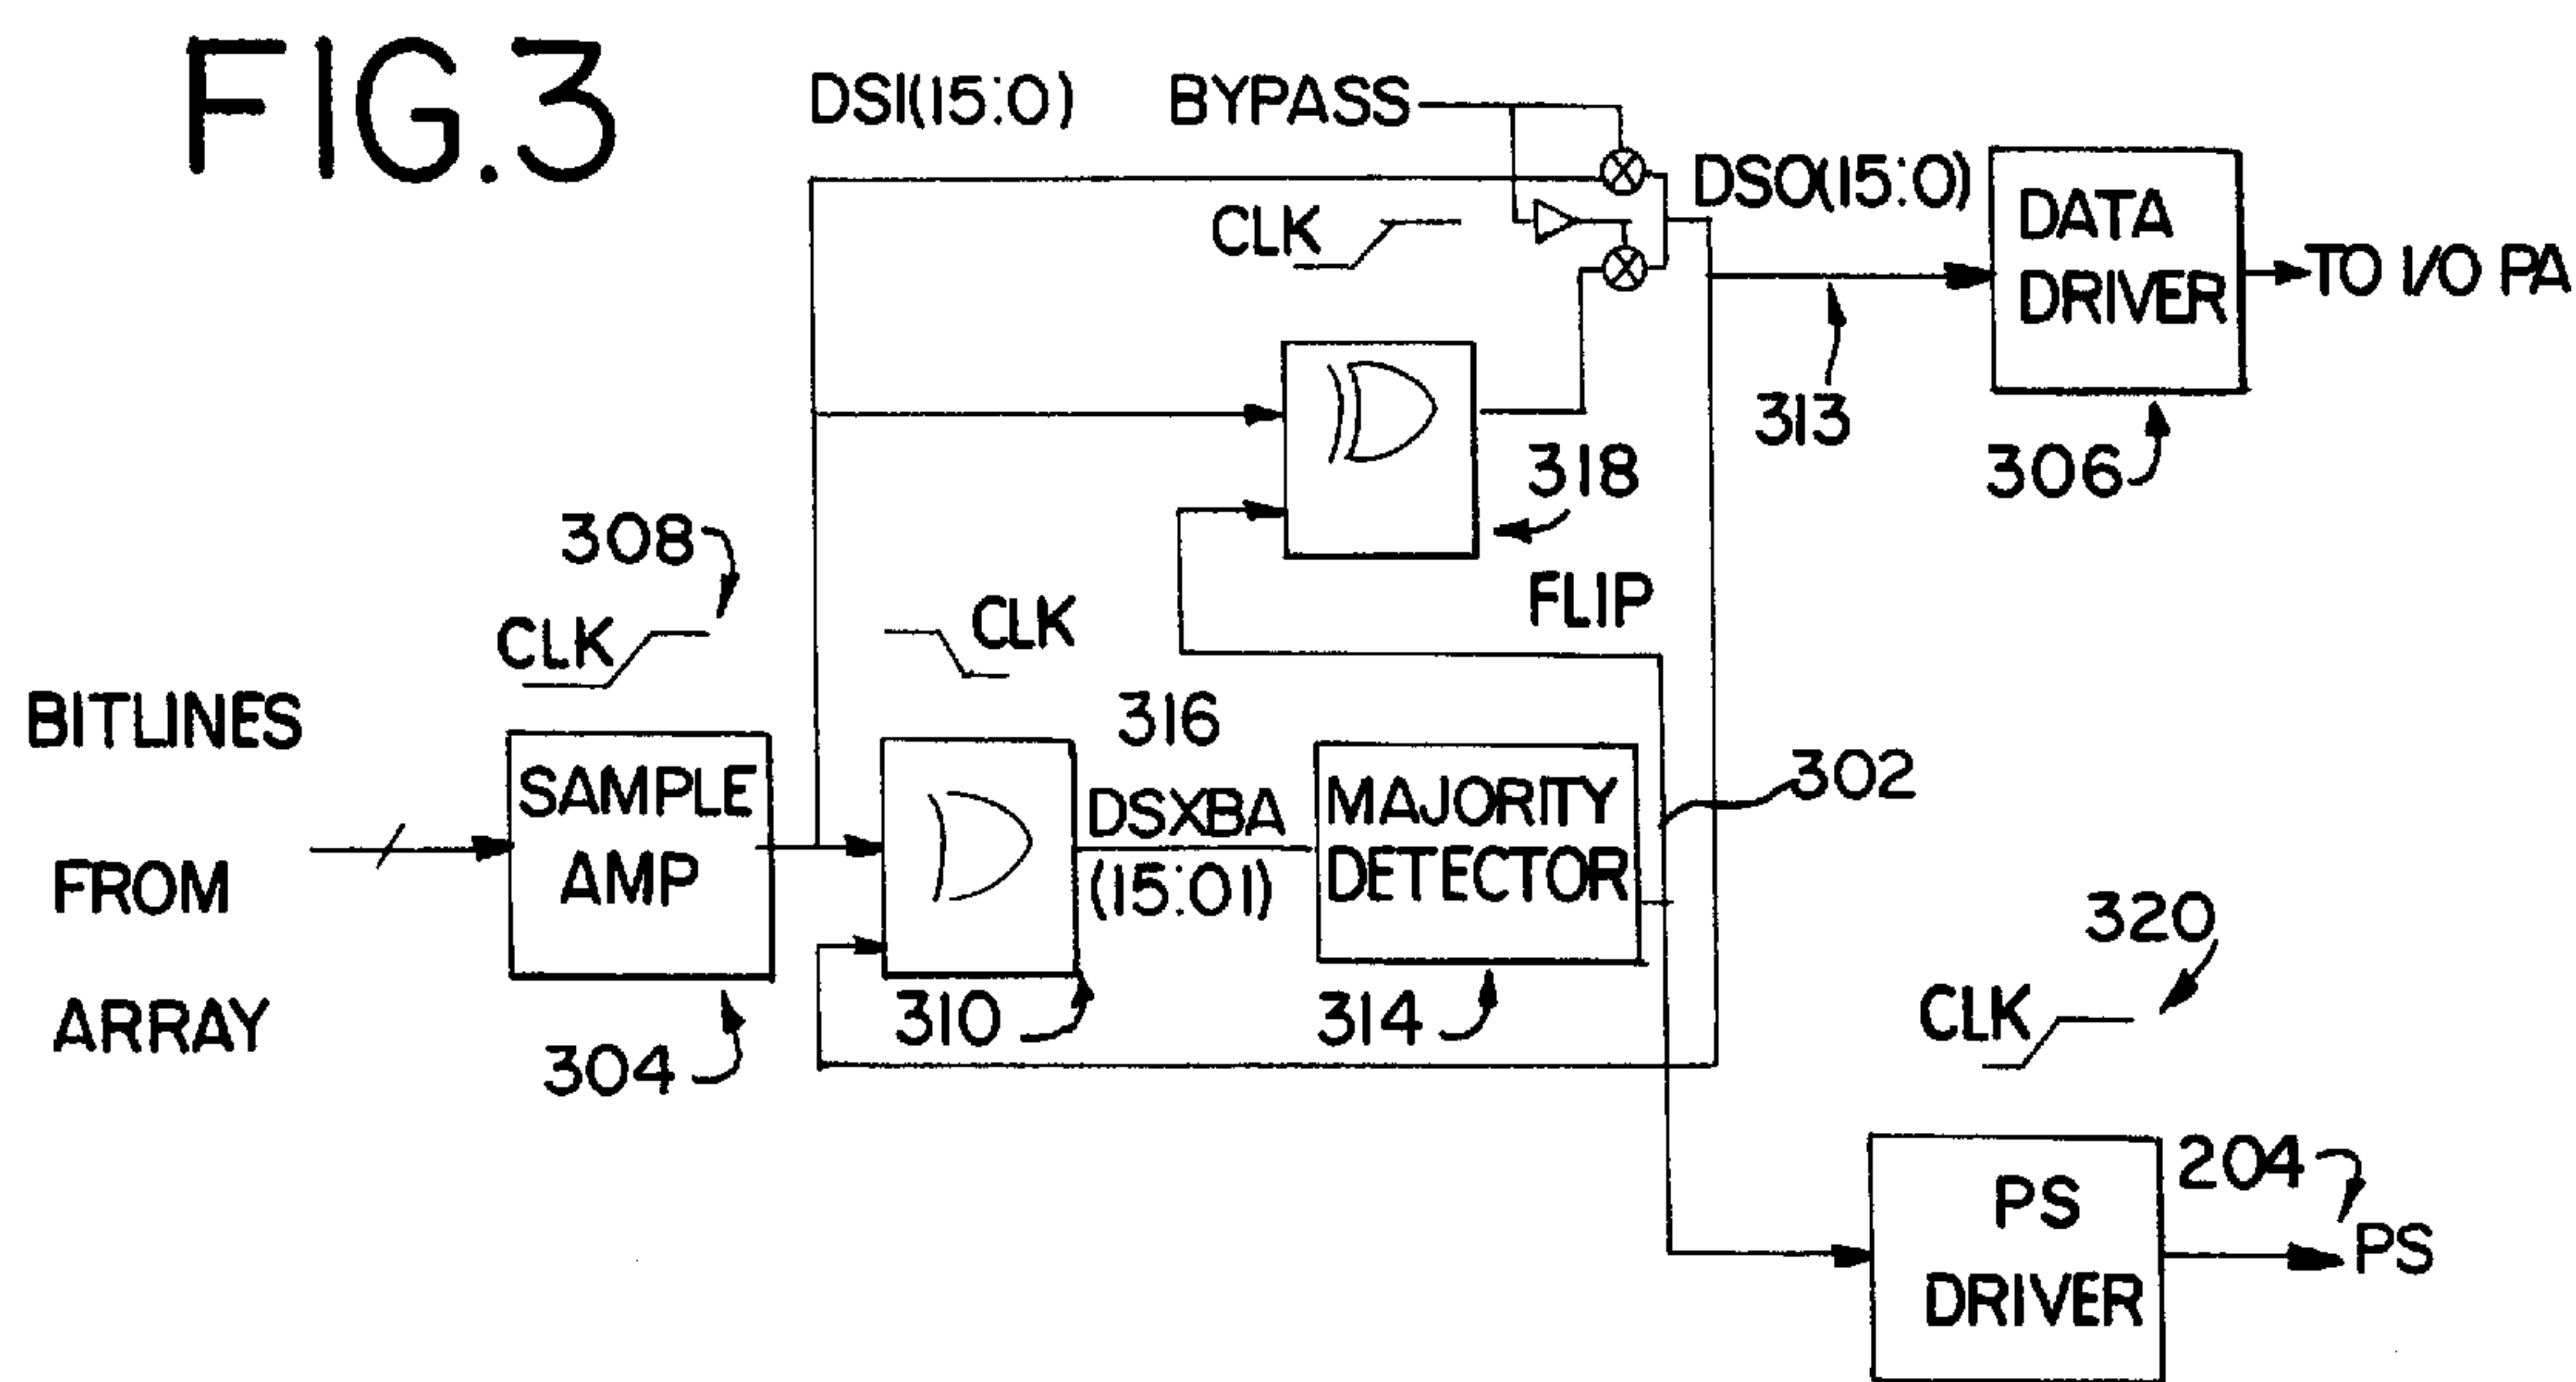 FIG.3
DSI(15:0)
BYPASS
DSO(15:0)
DATA
DRIVER
TO I/O PA
CLK
313
306
318
308
CLK
CLK
FLIP
BITLINES
FROM
ARRAY
SAMPLE
AMP
304
310
316
DSXBA
(15:01)
MAJORITY
DETECTOR
314
302
320
CLK
PS
DRIVER
204
PS